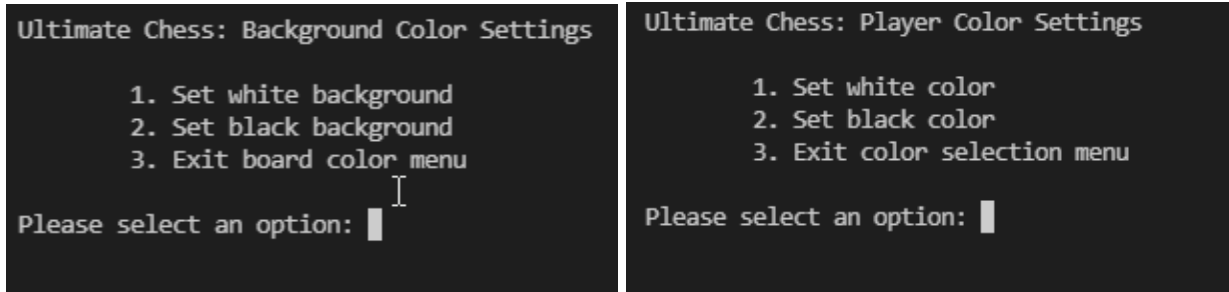 Ultimate Chess: Background Color Settings
1. Set white background
2. Set black background
3. Exit board color menu
Please select an option:
Ultimate Chess: Player Color Settings
1. Set white color
2. Set black color
3. Exit color selection menu
Please select an option: